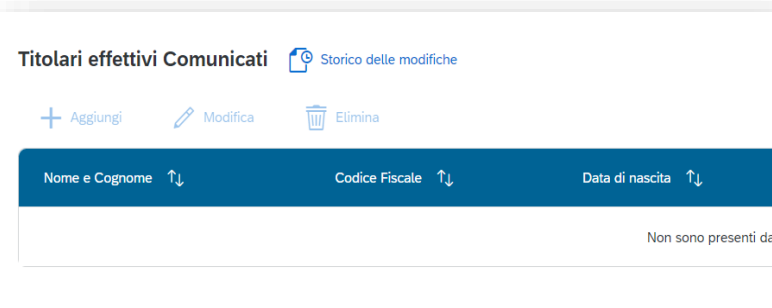 Titolari effettivi Comunicati Storico delle modifiche
Aggiungi Modifica Elimina
Nome e Cognome Codice Fiscale Data di nascita
Non sono presenti